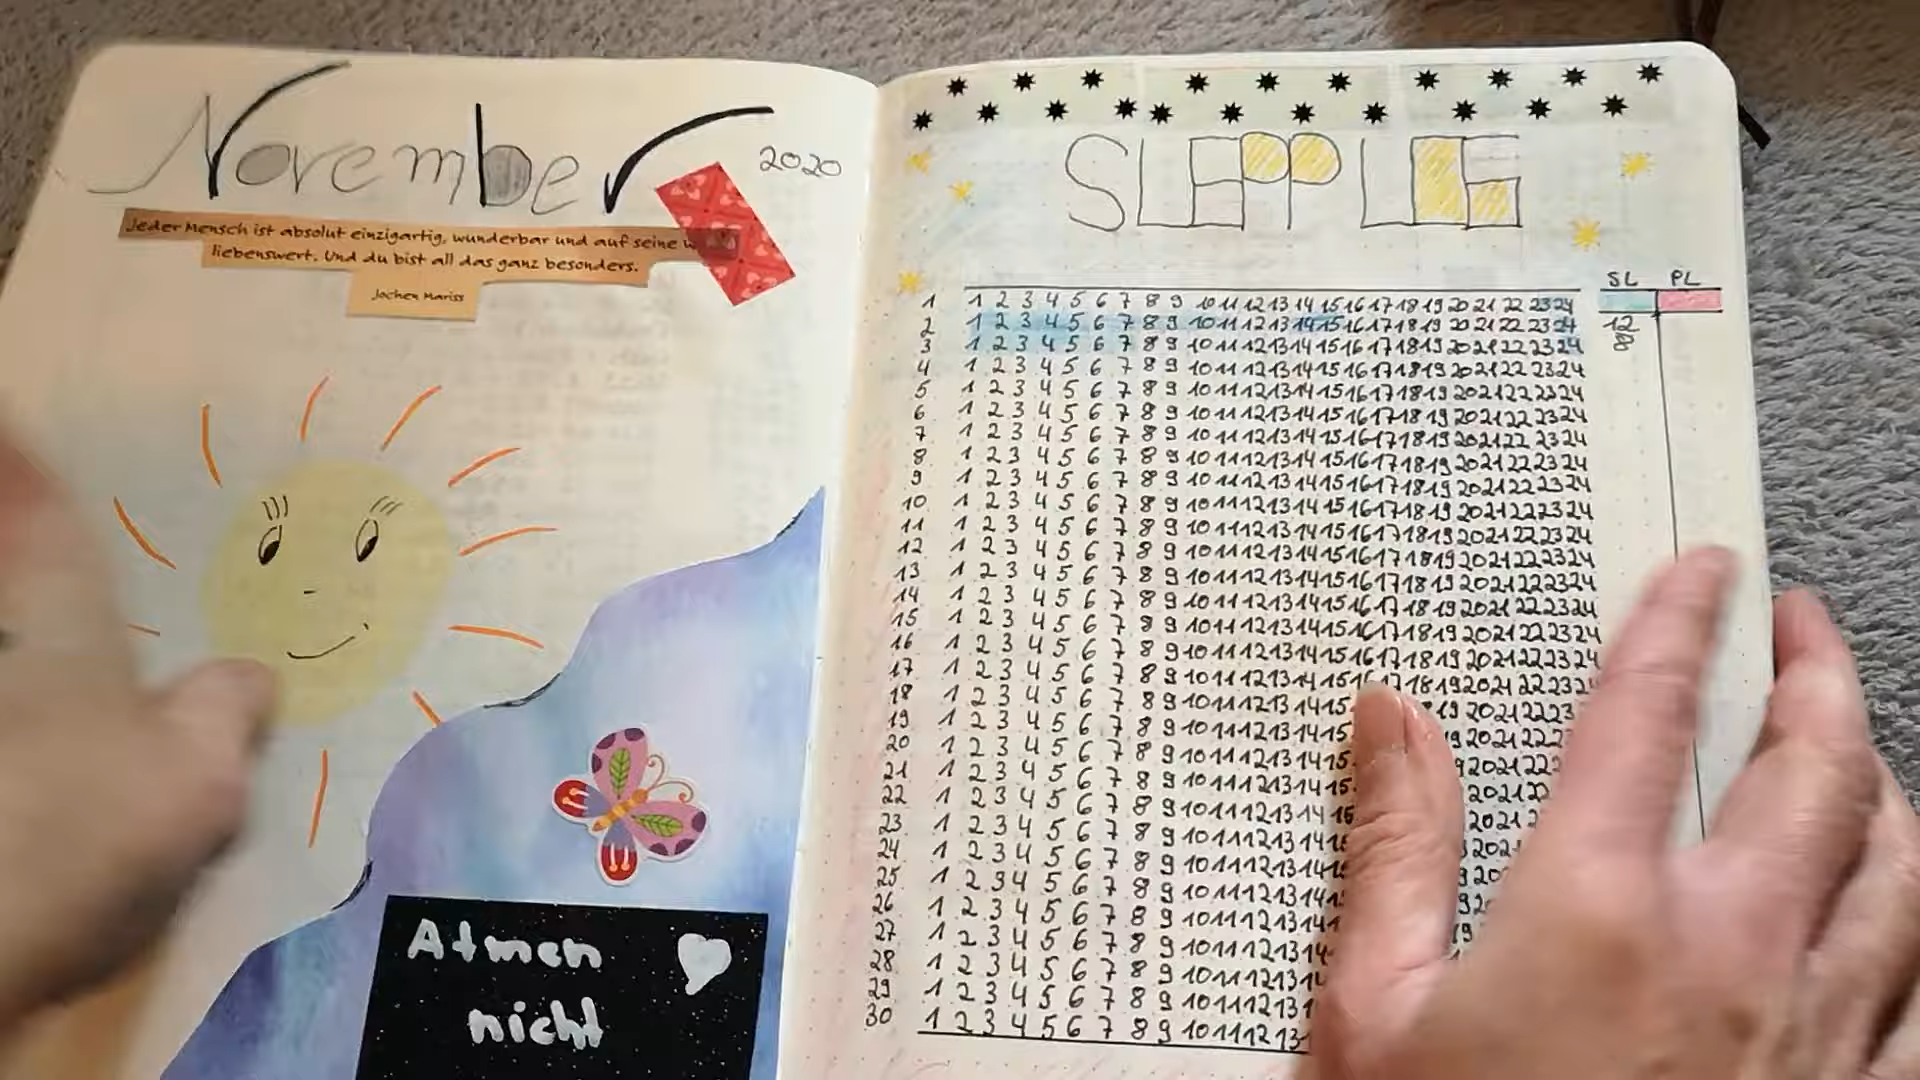 November 2020
Jeder Mensch ist absolut einzigartig, wunderbar und auf seine
liebenswert. Und du bist all das ganz besonders.
Jochen Mariss
Atmen
nicht
SLEPPLOG
SL PL
1 1 2 3 4 5 6 7 8 9 10 11 12 13 14 15 16 17 18 19 20 21 22 23 24
2 1 2 3 4 5 6 7 8 9 10 11 12 13 14 15 16 17 18 19 20 21 22 23 24 12
3 1 2 3 4 5 6 7 8 9 10 11 12 13 14 15 16 17 18 19 20 21 22 23 24 8
4 1 2 3 4 5 6 7 8 9 10 11 12 13 14 15 16 17 18 19 20 21 22 23 24
5 1 2 3 4 5 6 7 8 9 10 11 12 13 14 15 16 17 18 19 20 21 22 23 24
6 1 2 3 4 5 6 7 8 9 10 11 12 13 14 15 16 17 18 19 20 21 22 23 24
7 1 2 3 4 5 6 7 8 9 10 11 12 13 14 15 16 17 18 19 20 21 22 23 24
8 1 2 3 4 5 6 7 8 9 10 11 12 13 14 15 16 17 18 19 20 21 22 23 24
9 1 2 3 4 5 6 7 8 9 10 11 12 13 14 15 16 17 18 19 20 21 22 23 24
10 1 2 3 4 5 6 7 8 9 10 11 12 13 14 15 16 17 18 19 20 21 22 23 24
11 1 2 3 4 5 6 7 8 9 10 11 12 13 14 15 16 17 18 19 20 21 22 23 24
12 1 2 3 4 5 6 7 8 9 10 11 12 13 14 15 16 17 18 19 20 21 22 23 24
13 1 2 3 4 5 6 7 8 9 10 11 12 13 14 15 16 17 18 19 20 21 22 23 24
14 1 2 3 4 5 6 7 8 9 10 11 12 13 14 15 16 17 18 19 20 21 22 23 24
15 1 2 3 4 5 6 7 8 9 10 11 12 13 14 15 16 17 18 19 20 21 22 23 24
16 1 2 3 4 5 6 7 8 9 10 11 12 13 14 15 16 17 18 19 20 21 22 23 24
17 1 2 3 4 5 6 7 8 9 10 11 12 13 14 15 16 17 18 19 20 21 22 23 24
18 1 2 3 4 5 6 7 8 9 10 11 12 13 14 15 19 20 21 22 23
19 1 2 3 4 5 6 7 8 9 10 11 12 13 14 15 19 20 21 22 23
20 1 2 3 4 5 6 7 8 9 10 11 12 13 14 15 19 20 21 22
21 1 2 3 4 5 6 7 8 9 10 11 12 13 14 15 20 21 22
22 1 2 3 4 5 6 7 8 9 10 11 12 13 14 15 20 21
23 1 2 3 4 5 6 7 8 9 10 11 12 13 14 15 20
24 1 2 3 4 5 6 7 8 9 10 11 12 13 14 15 20
25 1 2 3 4 5 6 7 8 9 10 11 12 13 14
26 1 2 3 4 5 6 7 8 9 10 11 12 13 14
27 1 2 3 4 5 6 7 8 9 10 11 12 13 14
28 1 2 3 4 5 6 7 8 9 10 11 12 13 14
29 1 2 3 4 5 6 7 8 9 10 11 12 13
30 1 2 3 4 5 6 7 8 9 10 11 12 13